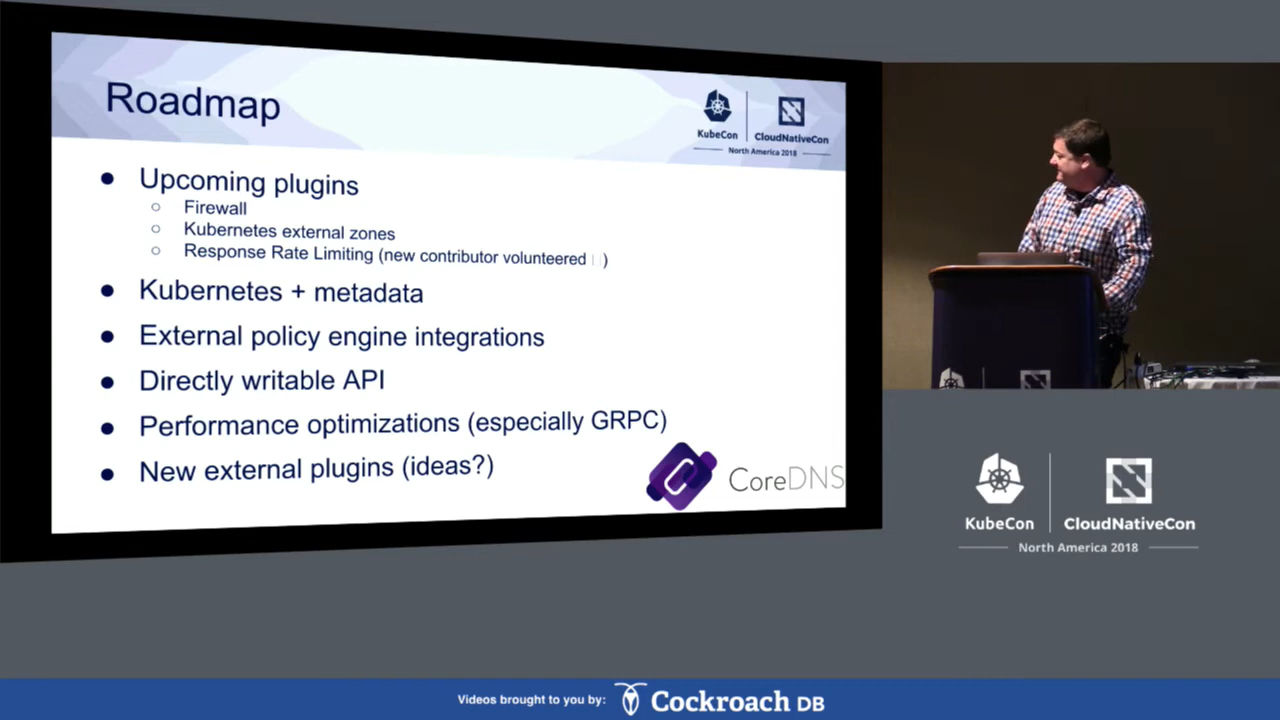 Roadmap
KubeCon
CloudNativeCon
North America 2018
Upcoming plugins
Firewall
Kubernetes external zones
Response Rate Limiting (new contributor volunteered )
Kubernetes + metadata
External policy engine integrations
Directly writable API
Performance optimizations (especially GRPC)
New external plugins (ideas?)
CoreDNS
KubeCon
CloudNativeCon
North America 2018
Videos brought to you by: Cockroach DB